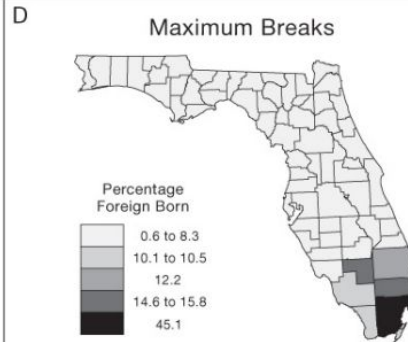 D
Maximum Breaks
Percentage
Foreign Born
0.6 to 8.3
10.1 to 10.5
12.2
14.6 to 15.8
45.1